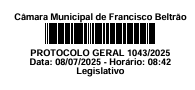 Câmara Municipal de Francisco Beltrão
PROTOCOLO GERAL 1043/2025
Data: 08/07/2025 - Horário: 08:42
Legislativo